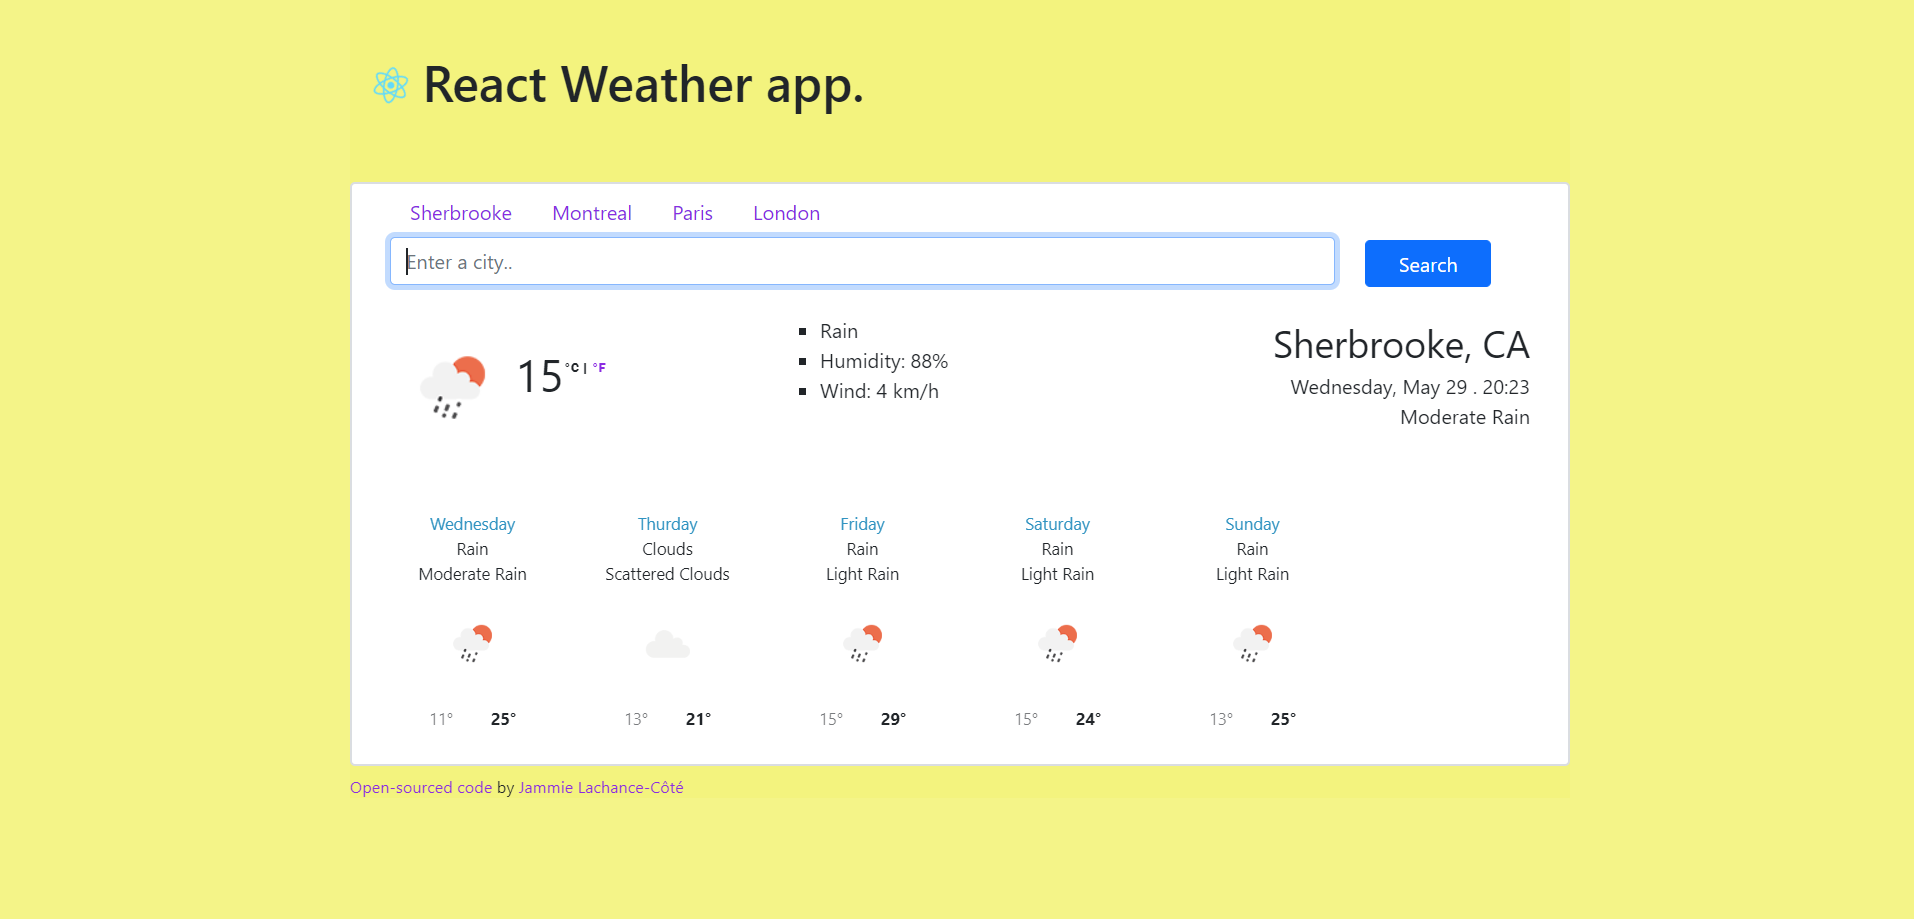 React Weather app.
Sherbrooke Montreal Paris London
Enter a city..
Search
15 °C | °F
Rain
Humidity: 88%
Wind: 4 km/h
Sherbrooke, CA
Wednesday, May 29 . 20:23
Moderate Rain
Wednesday
Rain
Moderate Rain
11° 25°
Thurday
Clouds
Scattered Clouds
13° 21°
Friday
Rain
Light Rain
15° 29°
Saturday
Rain
Light Rain
15° 24°
Sunday
Rain
Light Rain
13° 25°
Open-sourced code by Jammie Lachance-Côté